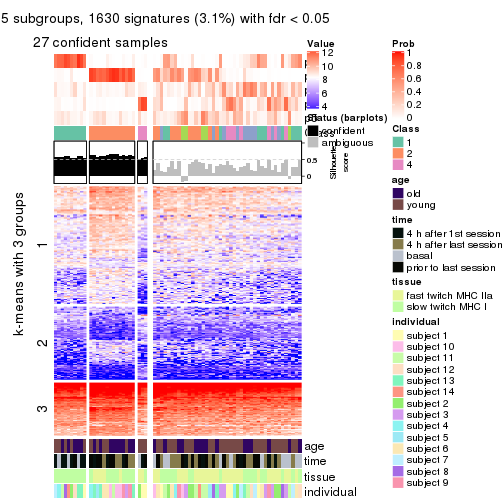 5 subgroups, 1630 signatures (3.1%) with fdr < 0.05
27 confident samples
k-means with 3 groups
1
2
3
age
time
tissue
individual
0.5
0
Silhouette
score
Value
12
10
8
6
4
Status (barplots)
confident
ambiguous
Prob
1
0.8
0.6
0.4
0.2
0
Class
1
2
4
age
old
young
time
4 h after 1st session
4 h after last session
basal
prior to last session
tissue
fast twitch MHC IIa
slow twitch MHC I
individual
subject 1
subject 10
subject 11
subject 12
subject 13
subject 14
subject 2
subject 3
subject 4
subject 5
subject 6
subject 7
subject 8
subject 9